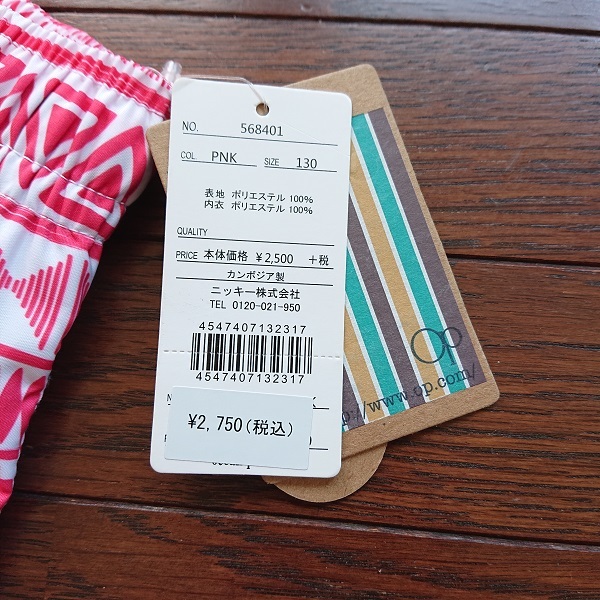 NO. 568401
COL. PNK SIZE 130
表地 ポリエステル 100%
内衣 ポリエステル 100%
QUALITY
PRICE 本体価格 ¥2,500 +税
カンボジア製
ニッキー株式会社
TEL 0120-021-950
4547407132317
4547407132317
¥2,750(税込)
Op
://www.op.com/